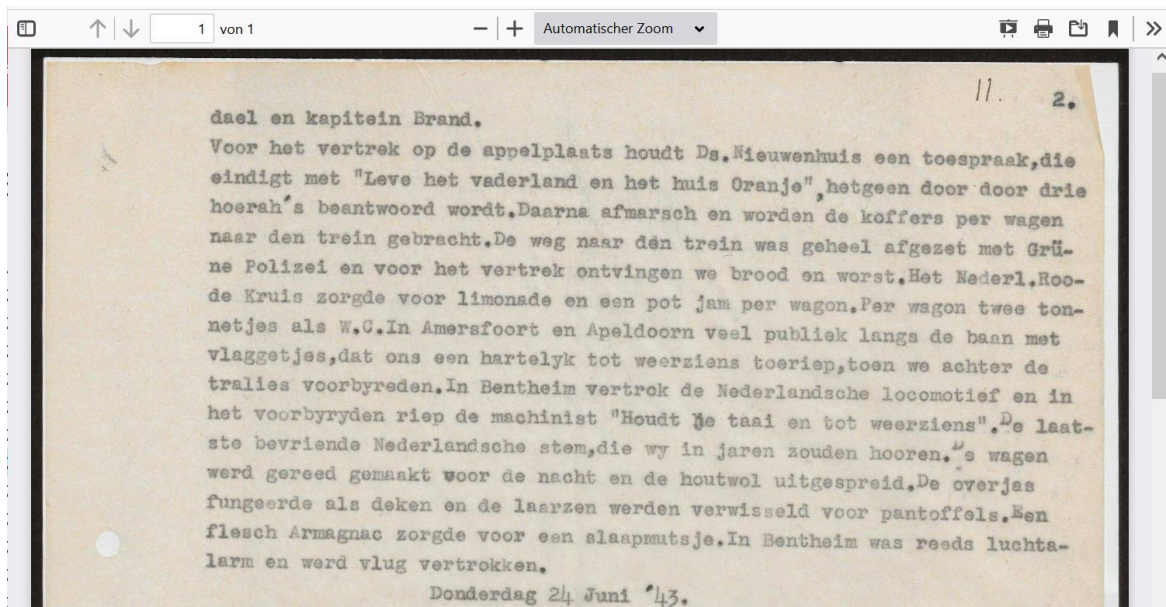 1 von 1 Automatischer Zoom
11. 2.
dael en kapitein Brand.
Voor het vertrek op de appelplaats houdt Ds.Nieuwenhuis een toespraak,die
eindigt met "Leve het vaderland en het huis Oranje",hetgeen door door drie
hoerah's beantwoord wordt.Daarna afmarsch en worden de koffers per wagen
naar den trein gebracht.De weg naar den trein was geheel afgezet met Grü-
ne Polizei en voor het vertrek ontvingen we brood en worst.Het Nederl.Roo-
de Kruis zorgde voor limonade en een pot jam per wagon.Per wagon twee ton-
netjes als W.C.In Amersfoort en Apeldoorn veel publiek langs de baan met
vlaggetjes,dat ons een hartelyk tot weerziens toeriep,toen we achter de
tralies voorbyreden.In Bentheim vertrok de Nederlandsche locomotief en in
het voorbyryden riep de machinist "Houdt je taai en tot weerziens".De laat-
ste bevriende Nederlandsche stem,die wy in jaren zouden hooren.De wagen
werd gereed gemaakt voor de nacht en de houtwol uitgespreid.De overjas
fungeerde als deken en de laarzen werden verwisseld voor pantoffels.Een
flesch Armagnac zorgde voor een slaapmutsje.In Bentheim was reeds luchta-
larm en werd vlug vertrokken.
Donderdag 24 Juni '43.